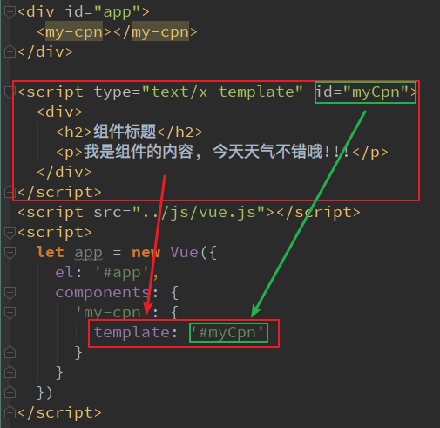 <div id="app">
<my-cpn></my-cpn>
</div>
<script type="text/x template" id="myCpn">
<div>
<h2>组件标题</h2>
<p>我是组件的内容, 今天天气不错哦!!!</p>
</div>
</script>
<script src="../js/vue.js"></script>
<script>
let app = new Vue({
el: '#app',
components: {
'my-cpn': {
template: '#myCpn'
}
}
})
</script>